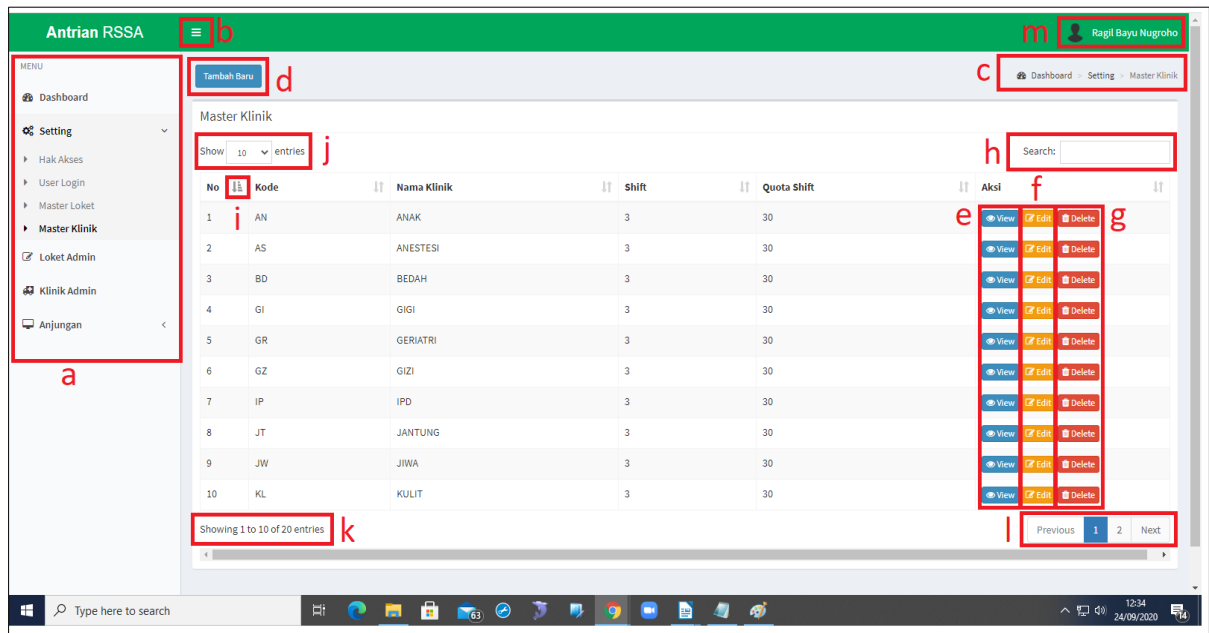 Antrian RSSA b m Ragil Bayu Nugroho
MENU
Tambah Baru d c Dashboard > Setting > Master Klinik
Dashboard
Master Klinik
Setting
Show 10 entries j h Search:
Hak Akses
User Login
Master Loket
Master Klinik
Loket Admin
Klinik Admin
Anjungan
a
No Kode Nama Klinik Shift Quota Shift Aksi
i e f g
1 AN ANAK 3 30 View Edit Delete
2 AS ANESTESI 3 30 View Edit Delete
3 BD BEDAH 3 30 View Edit Delete
4 GI GIGI 3 30 View Edit Delete
5 GR GERIATRI 3 30 View Edit Delete
6 GZ GIZI 3 30 View Edit Delete
7 IP IPD 3 30 View Edit Delete
8 JT JANTUNG 3 30 View Edit Delete
9 JW JIWA 3 30 View Edit Delete
10 KL KULIT 3 30 View Edit Delete
Showing 1 to 10 of 20 entries k l Previous 1 2 Next
Type here to search 63 12:34
24/09/2020 14